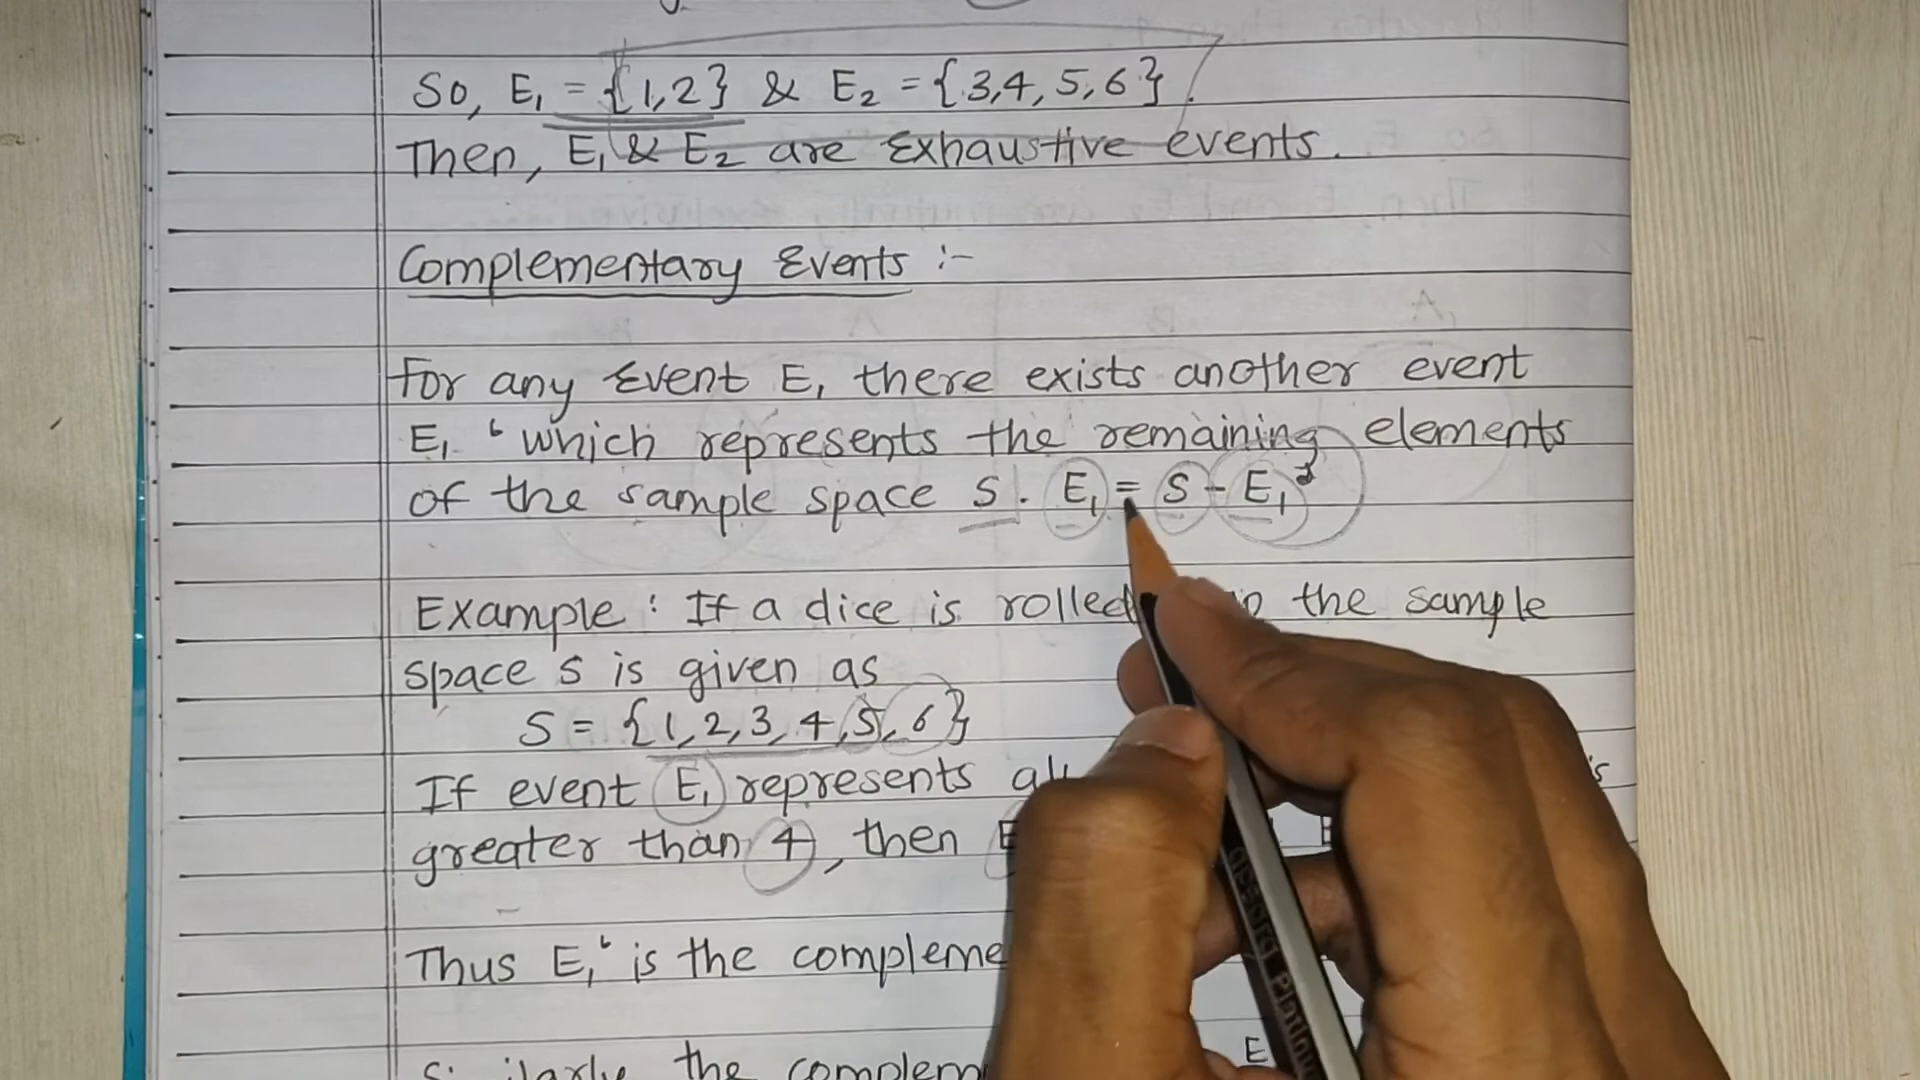 So, E₁ = {1,2} & E₂ = {3,4,5,6}.
Then, E₁ & E₂ are Exhaustive events.
Complementary Events :-
For any Event E₁ there exists another event
E₁' which represents the remaining elements
of the sample space S. E₁ = S - E₁'
Example: If a dice is rolled the sample
space S is given as
S = {1,2,3,4,5,6}
If event E₁ represents
greater than 4, then E
Thus E₁' is the
the
E
Platinum